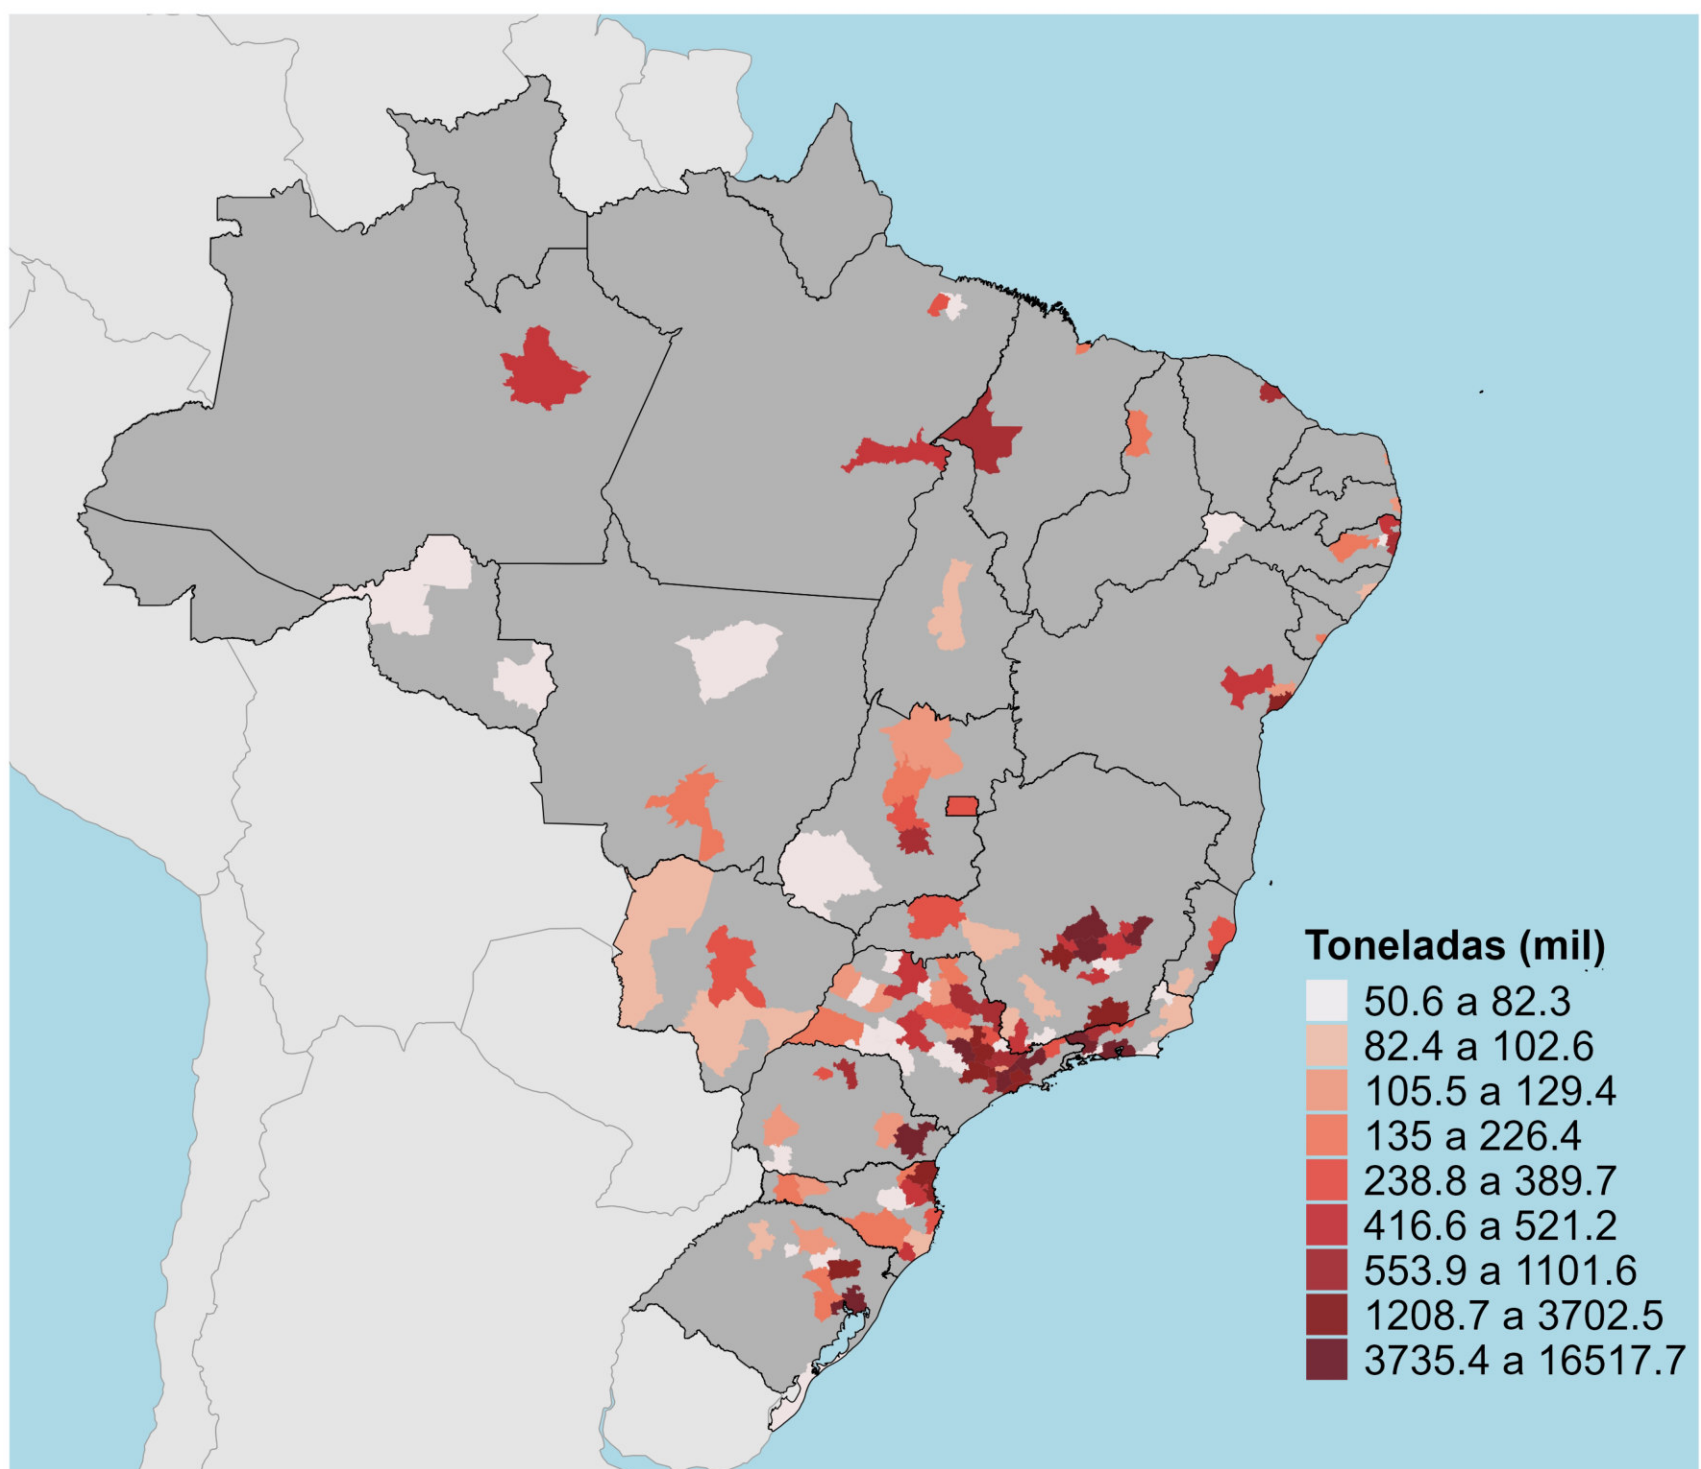 Toneladas (mil)
50.6 a 82.3
82.4 a 102.6
105.5 a 129.4
135 a 226.4
238.8 a 389.7
416.6 a 521.2
553.9 a 1101.6
1208.7 a 3702.5
3735.4 a 16517.7